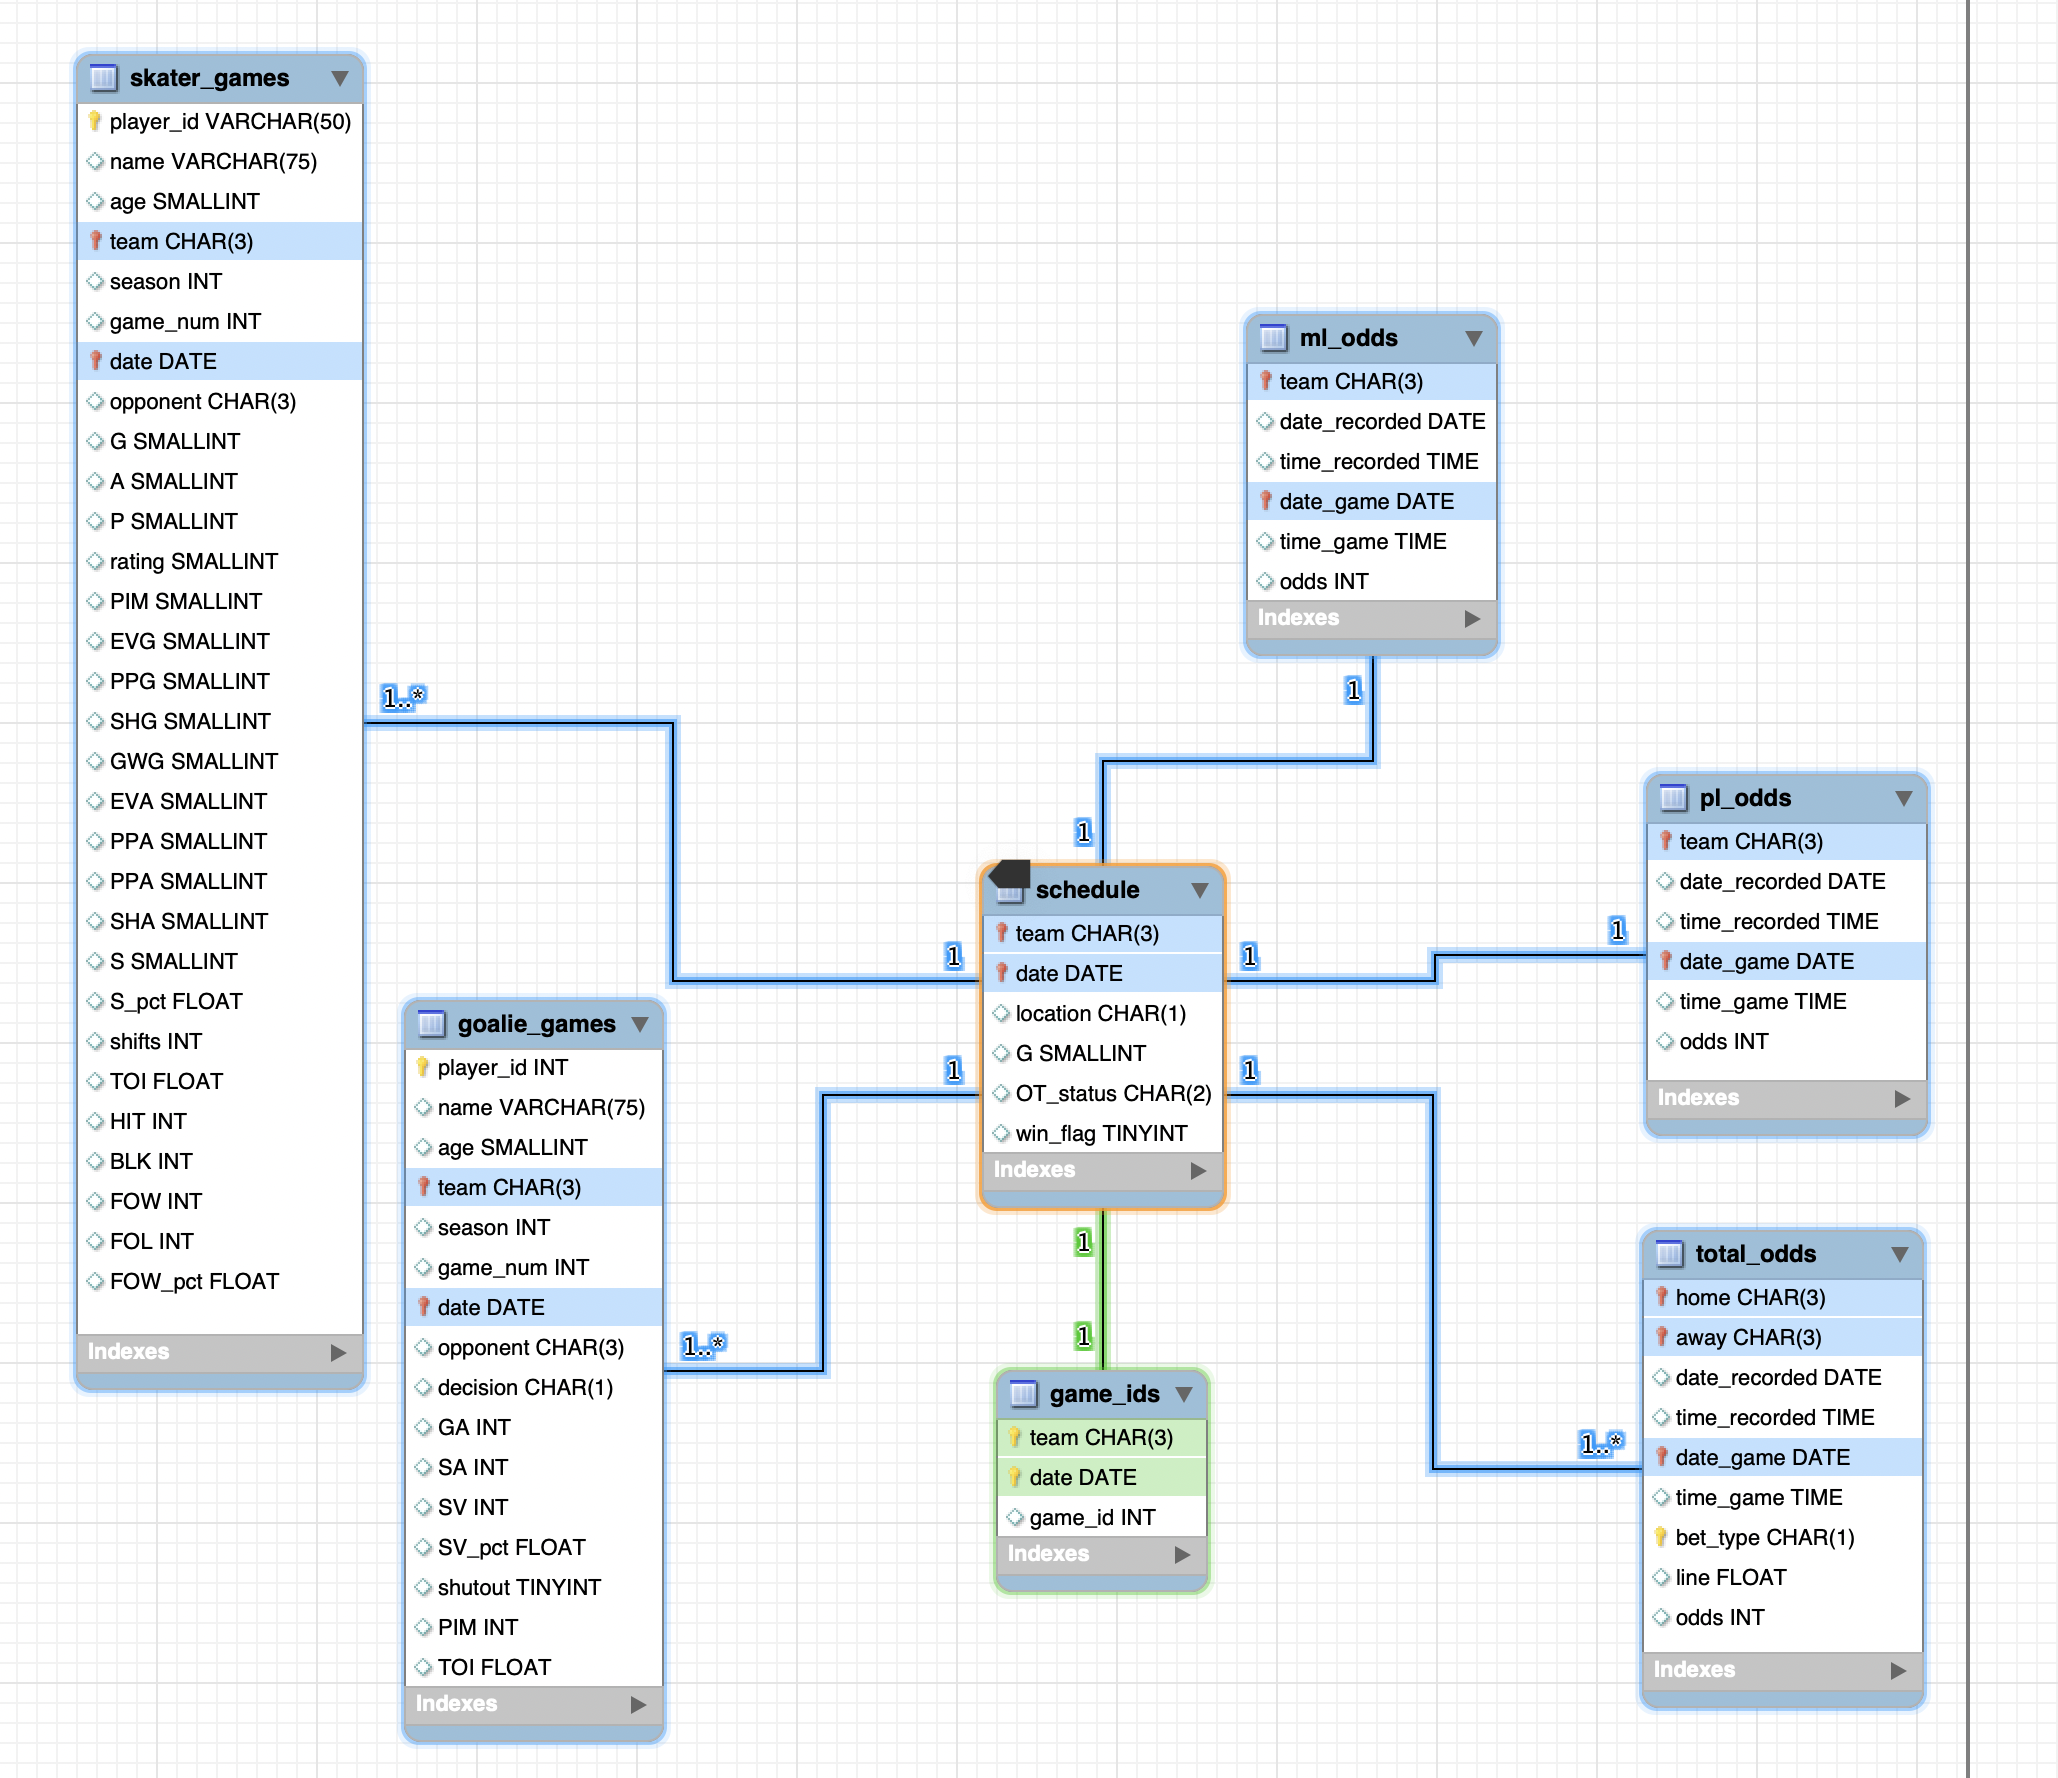 skater_games
player_id VARCHAR(50)
name VARCHAR(75)
age SMALLINT
team CHAR(3)
season INT
game_num INT
date DATE
opponent CHAR(3)
G SMALLINT
A SMALLINT
P SMALLINT
rating SMALLINT
PIM SMALLINT
EVG SMALLINT
PPG SMALLINT
SHG SMALLINT
GWG SMALLINT
EVA SMALLINT
PPA SMALLINT
PPA SMALLINT
SHA SMALLINT
S SMALLINT
S_pct FLOAT
shifts INT
TOI FLOAT
HIT INT
BLK INT
FOW INT
FOL INT
FOW_pct FLOAT
Indexes
1..*
1
goalie_games
player_id INT
name VARCHAR(75)
age SMALLINT
team CHAR(3)
season INT
game_num INT
date DATE
opponent CHAR(3)
decision CHAR(1)
GA INT
SA INT
SV INT
SV_pct FLOAT
shutout TINYINT
PIM INT
TOI FLOAT
Indexes
1..*
1
ml_odds
team CHAR(3)
date_recorded DATE
time_recorded TIME
date_game DATE
time_game TIME
odds INT
Indexes
1
1
schedule
team CHAR(3)
date DATE
location CHAR(1)
G SMALLINT
OT_status CHAR(2)
win_flag TINYINT
Indexes
1
1
game_ids
team CHAR(3)
date DATE
game_id INT
Indexes
1
1
pl_odds
team CHAR(3)
date_recorded DATE
time_recorded TIME
date_game DATE
time_game TIME
odds INT
Indexes
1
1..*
total_odds
home CHAR(3)
away CHAR(3)
date_recorded DATE
time_recorded TIME
date_game DATE
time_game TIME
bet_type CHAR(1)
line FLOAT
odds INT
Indexes